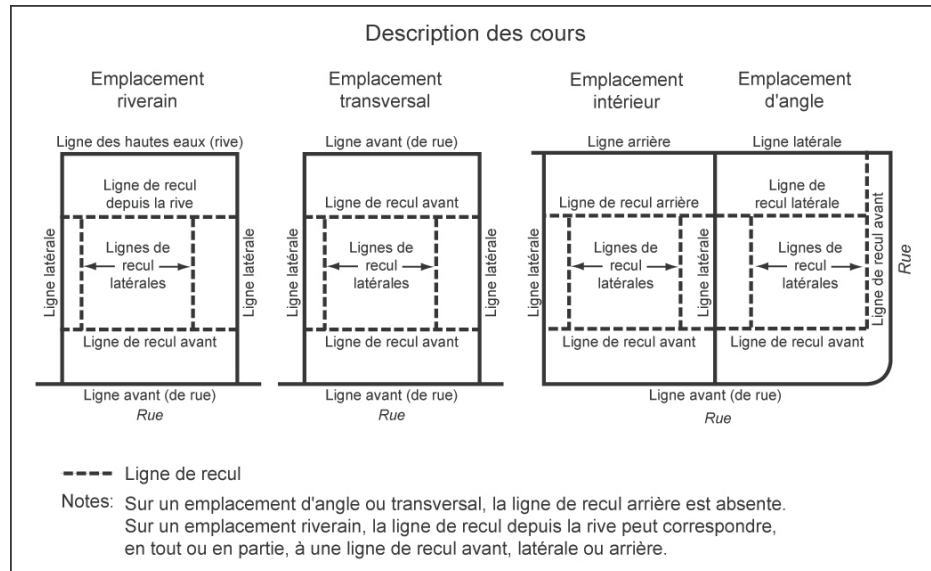 Description des cours
Emplacement
riverain
Ligne des hautes eaux (rive)
Ligne de recul
depuis la rive
Ligne latérale
Lignes de
recul
latérales
Ligne latérale
Ligne de recul avant
Ligne avant (de rue)
Rue
Emplacement
transversal
Ligne avant (de rue)
Ligne de recul avant
Ligne latérale
Lignes de
recul
latérales
Ligne latérale
Ligne de recul avant
Ligne avant (de rue)
Rue
Emplacement
intérieur
Ligne arrière
Ligne de recul arrière
Ligne latérale
Lignes de
recul
latérales
Ligne latérale
Ligne de recul avant
Emplacement
d'angle
Ligne latérale
Ligne de
recul latérale
Lignes de
recul
latérales
Ligne de recul avant
Rue
Ligne de recul avant
Ligne avant (de rue)
Rue
Ligne de recul
Notes: Sur un emplacement d'angle ou transversal, la ligne de recul arrière est absente.
Sur un emplacement riverain, la ligne de recul depuis la rive peut correspondre,
en tout ou en partie, à une ligne de recul avant, latérale ou arrière.